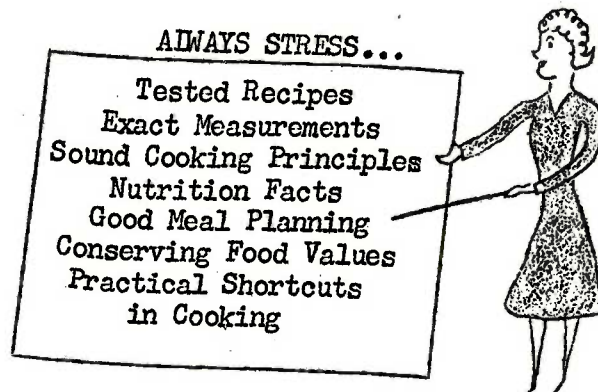 ALWAYS STRESS...
Tested Recipes
Exact Measurements
Sound Cooking Principles
Nutrition Facts
Good Meal Planning
Conserving Food Values
Practical Shortcuts
in Cooking